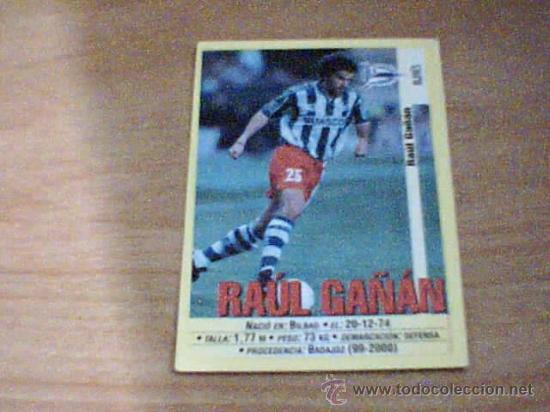 ALAVÉS
Raúl Gañán
25
RAÚL GAÑÁN
NACIÓ EN: BILBAO • EL: 20-12-74
• TALLA: 1,77 M • PESO: 73 KG • DEMARCACIÓN: DEFENSA
• PROCEDENCIA: BADAJOZ (99-2000)
todocoleccion.net